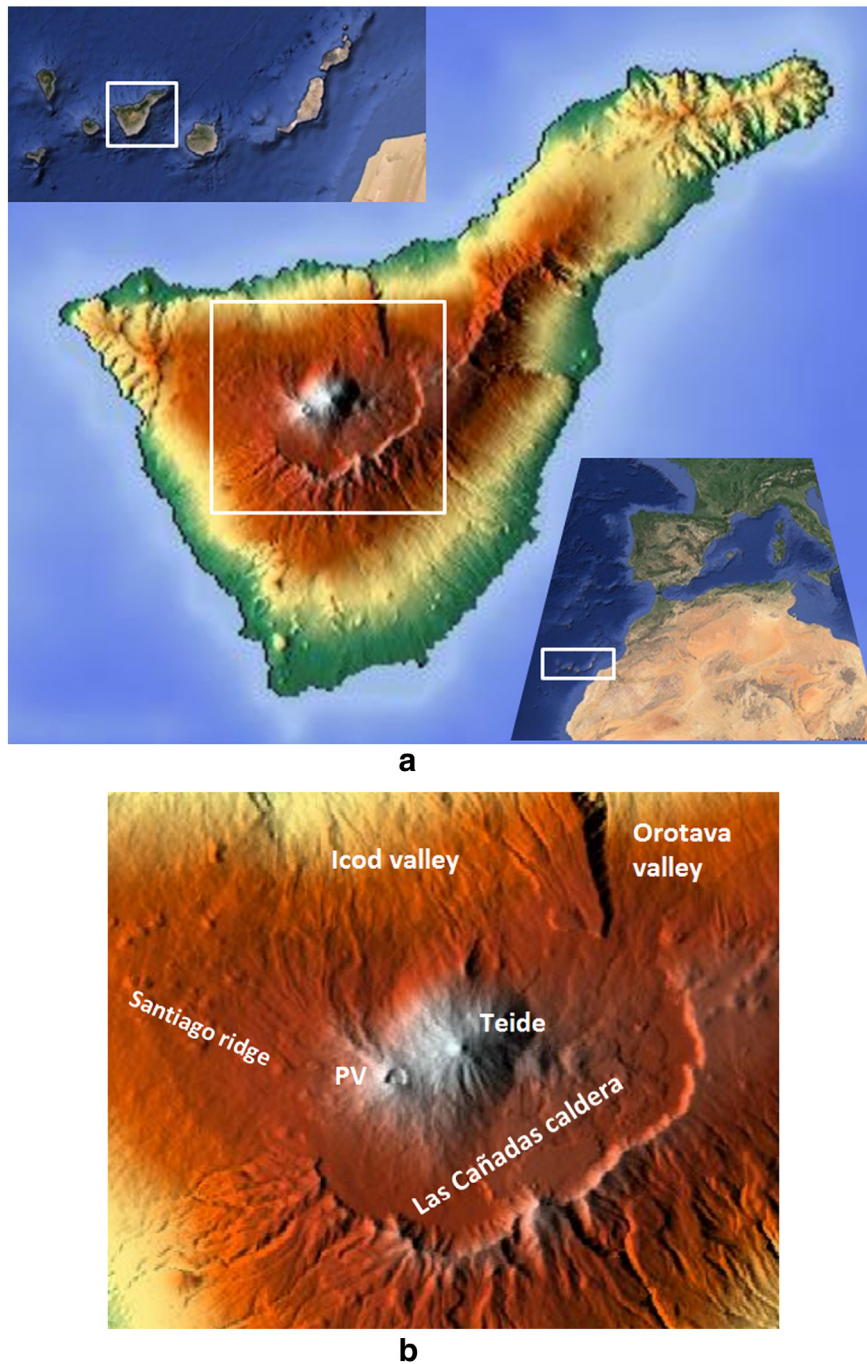 a
Icod valley
Orotava
valley
Santiago ridge
Teide
PV
Las Cañadas caldera
b